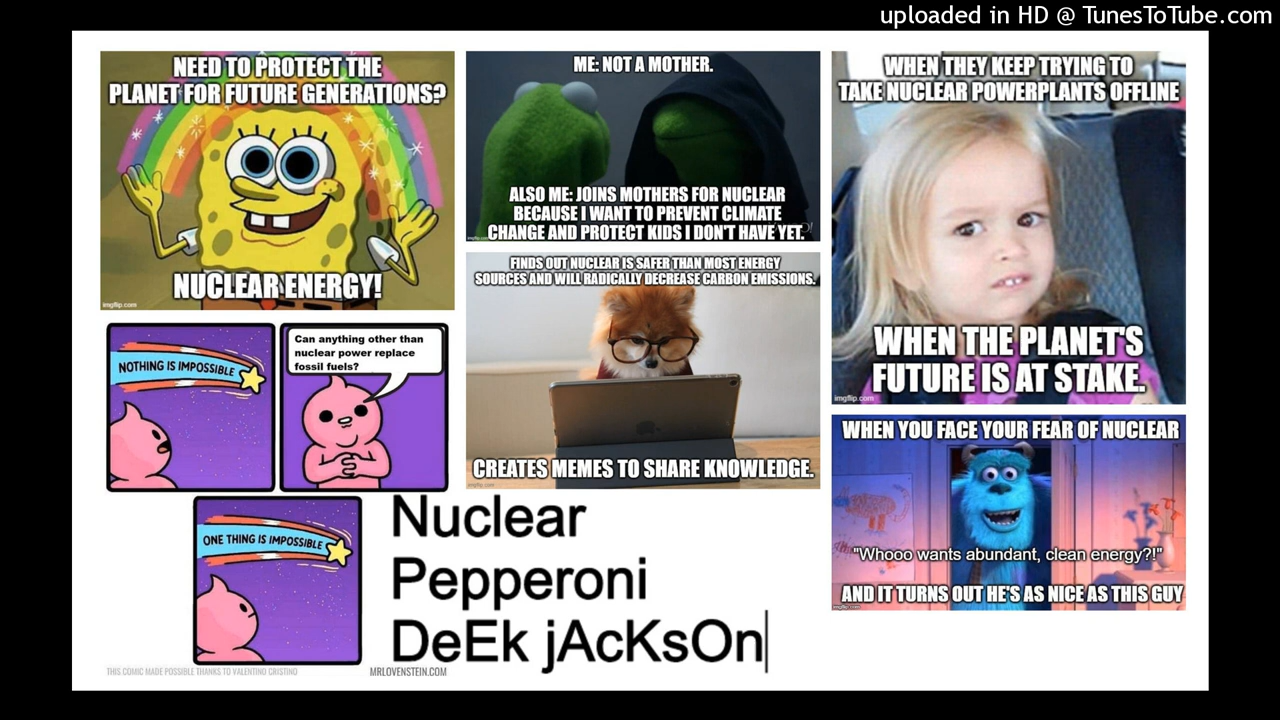 uploaded in HD @ TunesToTube.com
NEED TO PROTECT THE
PLANET FOR FUTURE GENERATIONS?
NUCLEAR ENERGY!
imgflip.com
ME: NOT A MOTHER.
ALSO ME: JOINS MOTHERS FOR NUCLEAR
BECAUSE I WANT TO PREVENT CLIMATE
CHANGE AND PROTECT KIDS I DON'T HAVE YET.
FINDS OUT NUCLEAR IS SAFER THAN MOST ENERGY
SOURCES AND WILL RADICALLY DECREASE CARBON EMISSIONS.
CREATES MEMES TO SHARE KNOWLEDGE.
WHEN THEY KEEP TRYING TO
TAKE NUCLEAR POWERPLANTS OFFLINE
WHEN THE PLANET'S
FUTURE IS AT STAKE.
imgflip.com
NOTHING IS IMPOSSIBLE
Can anything other than
nuclear power replace
fossil fuels?
ONE THING IS IMPOSSIBLE
THIS COMIC MADE POSSIBLE THANKS TO VALENTINO CRISTINO
MRLOVENSTEIN.COM
WHEN YOU FACE YOUR FEAR OF NUCLEAR
"Whooo wants abundant, clean energy?!"
AND IT TURNS OUT HE'S AS NICE AS THIS GUY
imgflip.com
Nuclear
Pepperoni
DeEk jAcKsOn